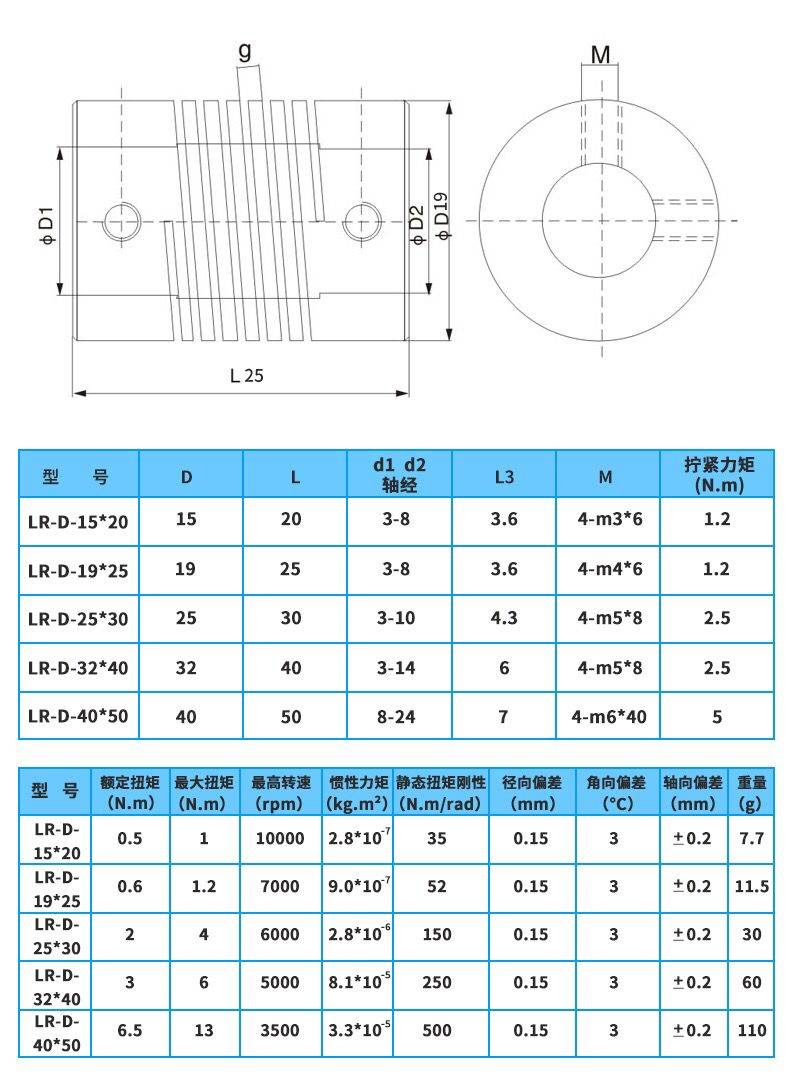 g
M
φD1
φD2
φD19
L 25
型 号 D L d1 d2 轴经 L3 M 拧紧力矩 (N.m)
LR-D-15*20 15 20 3-8 3.6 4-m3*6 1.2
LR-D-19*25 19 25 3-8 3.6 4-m4*6 1.2
LR-D-25*30 25 30 3-10 4.3 4-m5*8 2.5
LR-D-32*40 32 40 3-14 6 4-m5*8 2.5
LR-D-40*50 40 50 8-24 7 4-m6*40 5
型 号 额定扭矩 (N.m) 最大扭矩 (N.m) 最高转速 (rpm) 惯性力矩 (kg.m²) 静态扭矩刚性 (N.m/rad) 径向偏差 (mm) 角向偏差 (°C) 轴向偏差 (mm) 重量 (g)
LR-D-15*20 0.5 1 10000 2.8*10⁻⁷ 35 0.15 3 ±0.2 7.7
LR-D-19*25 0.6 1.2 7000 9.0*10⁻⁷ 52 0.15 3 ±0.2 11.5
LR-D-25*30 2 4 6000 2.8*10⁻⁶ 150 0.15 3 ±0.2 30
LR-D-32*40 3 6 5000 8.1*10⁻⁵ 250 0.15 3 ±0.2 60
LR-D-40*50 6.5 13 3500 3.3*10⁻⁵ 500 0.15 3 ±0.2 110